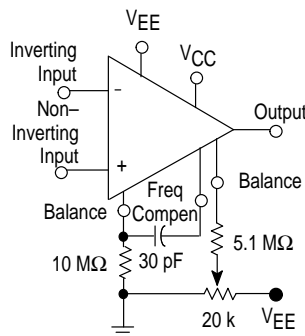 VEE
VCC
Inverting
Input
-
Non–
Inverting
Input
+
Output
Freq
Compen
Balance
Balance
30 pF
10 MΩ
5.1 MΩ
20 k
VEE